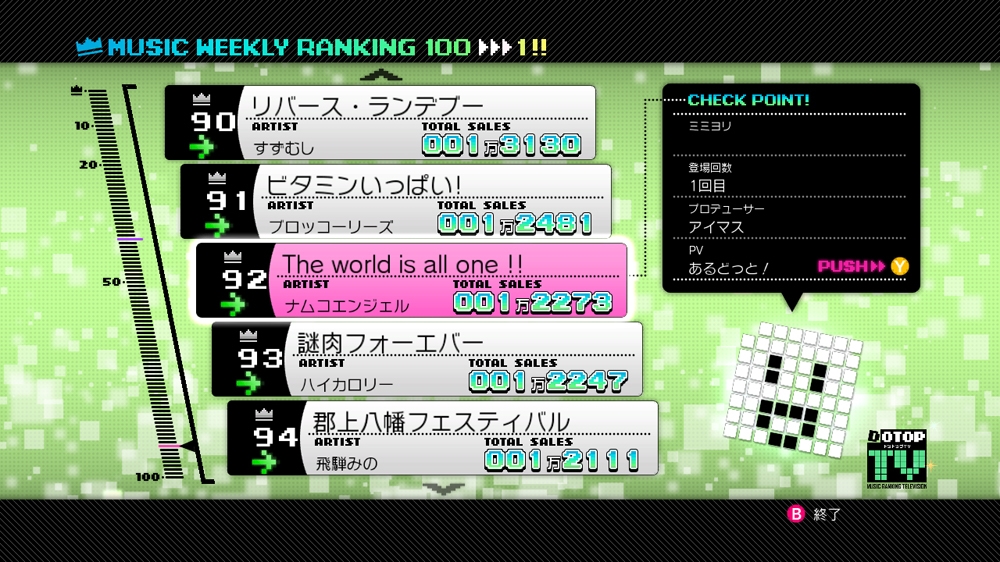 MUSIC WEEKLY RANKING 100 1!!
10
20
50
100
90
リバース・ランデブー
ARTIST
TOTAL SALES
すずむし
001万3130
91
ビタミンいっぱい!
ARTIST
TOTAL SALES
ブロッコーリーズ
001万2481
92
The world is all one !!
ARTIST
TOTAL SALES
ナムコエンジェル
001万2273
93
謎肉フォーエバー
ARTIST
TOTAL SALES
ハイカロリー
001万2247
94
郡上八幡フェスティバル
ARTIST
TOTAL SALES
飛騨みの
001万2111
CHECK POINT!
ミミヨリ
登場回数
1回目
プロデューサー
アイマス
PV
あるどっと!
PUSH Y
DOTOP
TV
MUSIC RANKING TELEVISION
B 終了